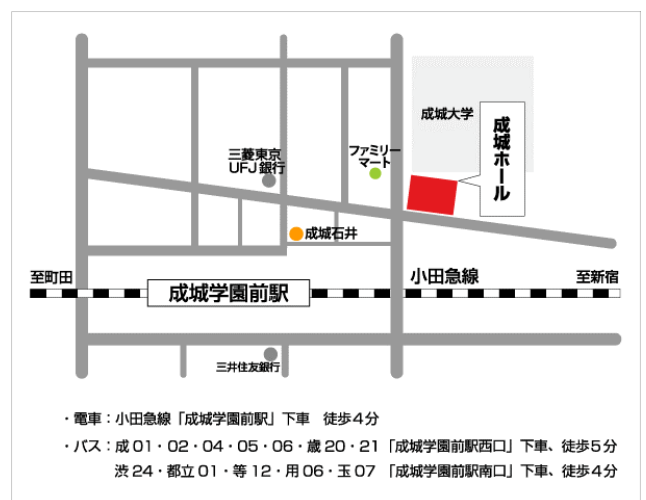 成城大学
成城ホール
三菱東京
UFJ銀行
ファミリー
マート
成城石井
至町田
成城学園前駅
小田急線
至新宿
三井住友銀行
・電車：小田急線「成城学園前駅」下車　徒歩4分
・バス：成01・02・04・05・06・歳20・21「成城学園前駅西口」下車、徒歩5分
渋24・都立01・等12・用06・玉07　「成城学園前駅南口」下車、徒歩4分